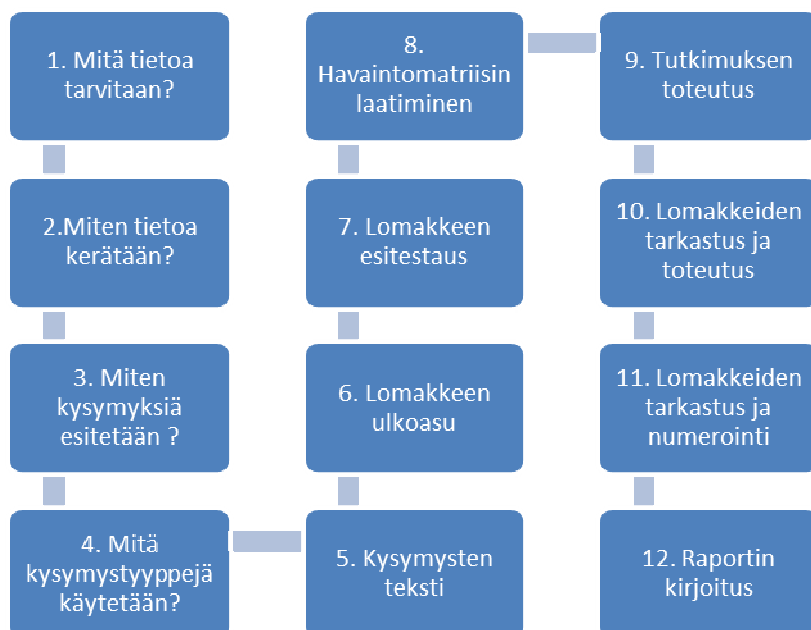 1. Mitä tietoa
tarvitaan?
2.Miten tietoa
kerätään?
3. Miten
kysymyksiä
esitetään ?
4. Mitä
kysymystyyppejä
käytetään?
5. Kysymysten
teksti
6. Lomakkeen
ulkoasu
7. Lomakkeen
esitestaus
8.
Havaintomatriisin
laatiminen
9. Tutkimuksen
toteutus
10. Lomakkeiden
tarkastus ja
toteutus
11. Lomakkeiden
tarkastus ja
numerointi
12. Raportin
kirjoitus